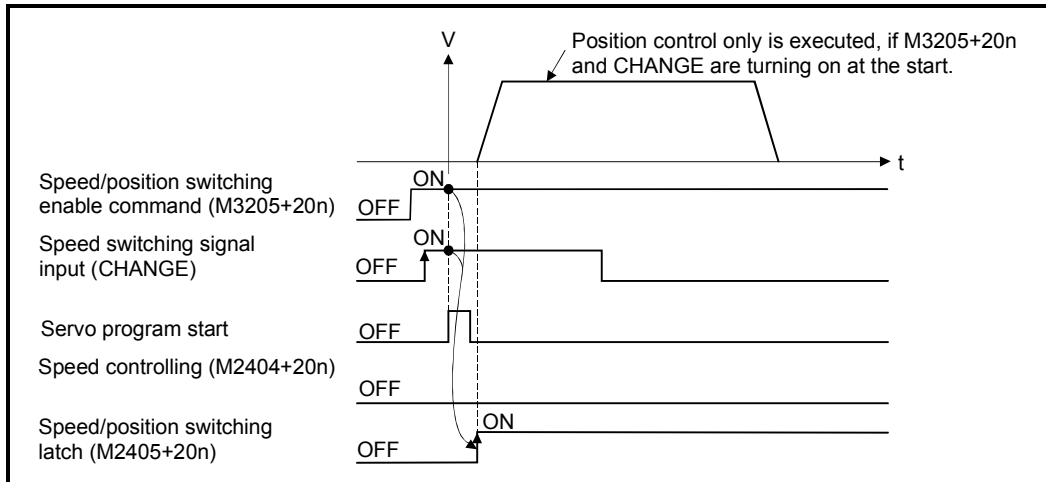 V
Position control only is executed, if M3205+20n
and CHANGE are turning on at the start.
t
Speed/position switching
enable command (M3205+20n)
OFF
ON
Speed switching signal
input (CHANGE)
OFF
ON
Servo program start
OFF
Speed controlling (M2404+20n)
OFF
Speed/position switching
latch (M2405+20n)
OFF
ON